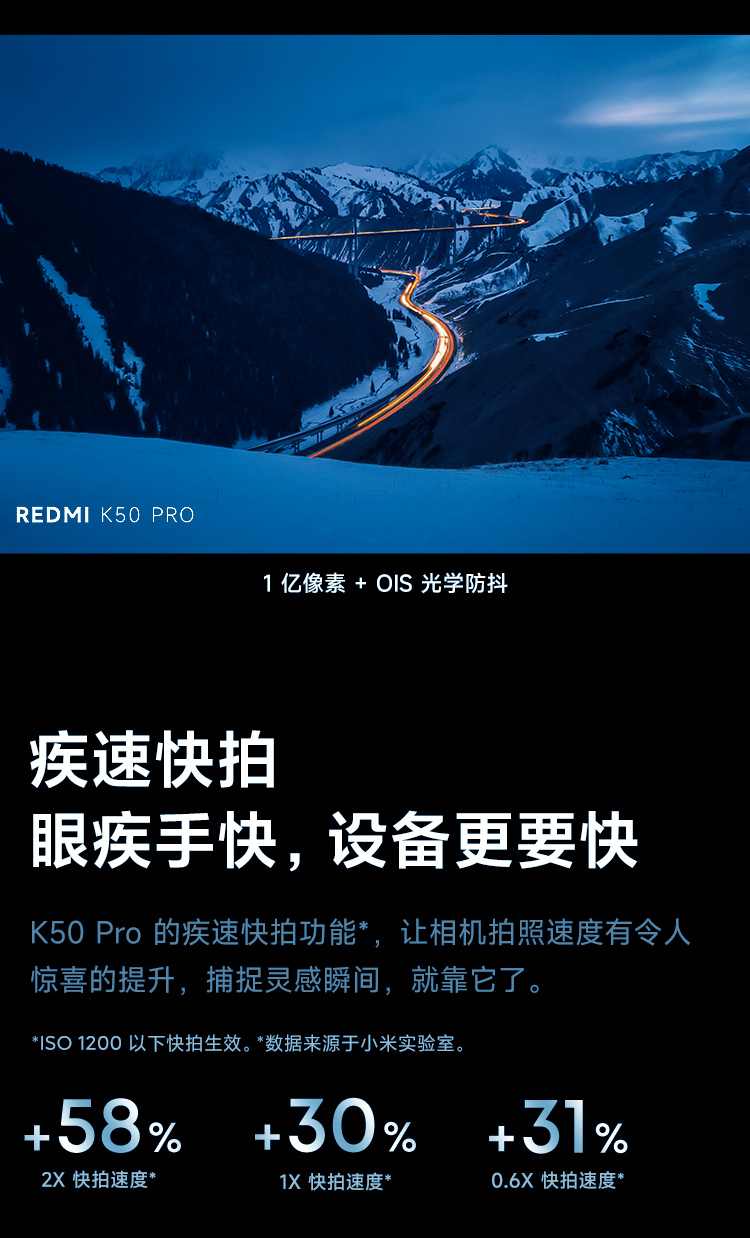 REDMI K50 PRO
1 亿像素 + OIS 光学防抖
疾速快拍
眼疾手快，设备更要快
K50 Pro 的疾速快拍功能*，让相机拍照速度有令人
惊喜的提升，捕捉灵感瞬间，就靠它了。
*ISO 1200 以下快拍生效。*数据来源于小米实验室。
+58% +30% +31%
2X 快拍速度* 1X 快拍速度* 0.6X 快拍速度*